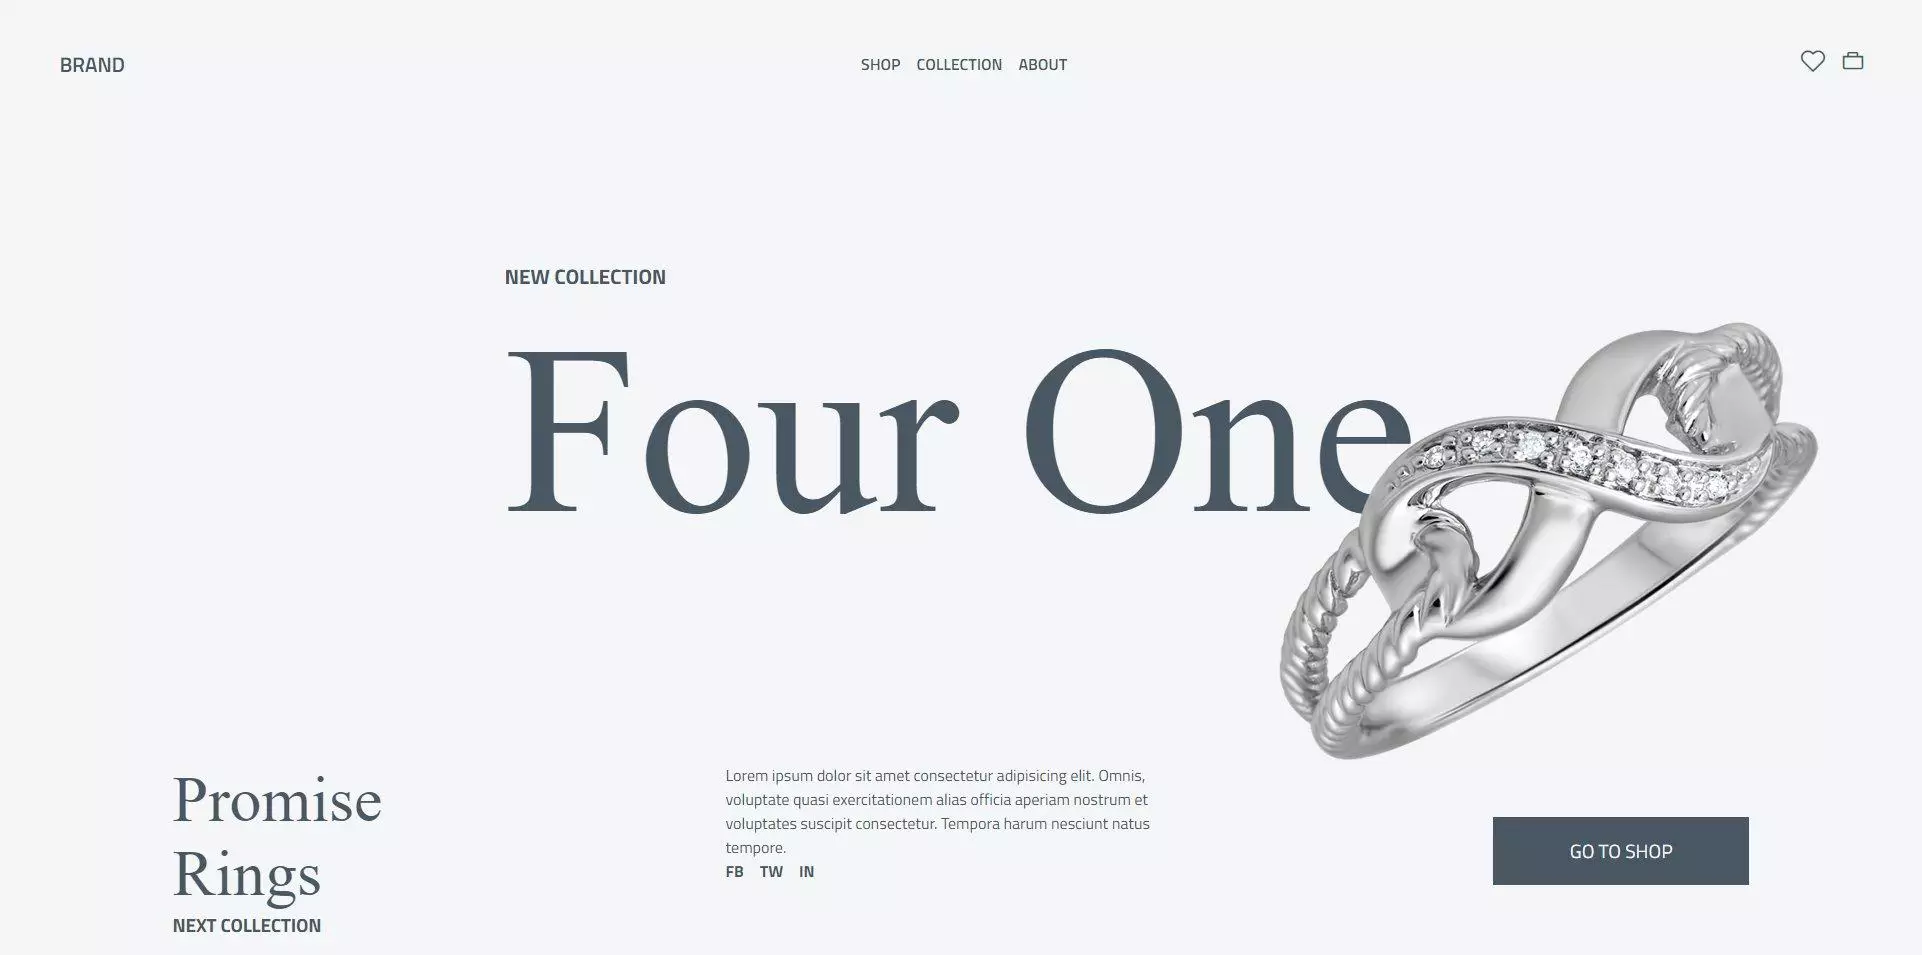 BRAND
SHOP COLLECTION ABOUT
NEW COLLECTION
Four One
Promise
Rings
NEXT COLLECTION
Lorem ipsum dolor sit amet consectetur adipisicing elit. Omnis,
voluptate quasi exercitationem alias officia aperiam nostrum et
voluptates suscipit consectetur. Tempora harum nesciunt natus
tempore.
FB TW IN
GO TO SHOP